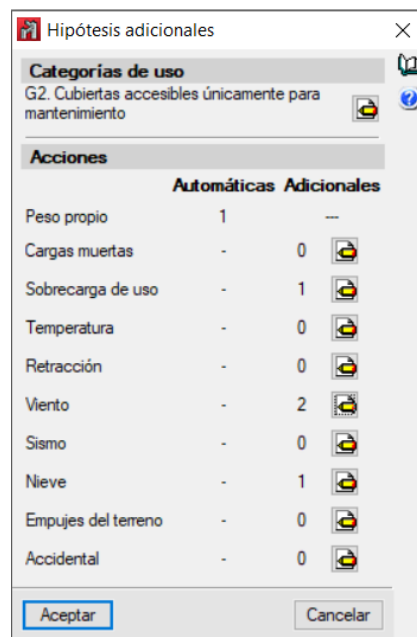 Hipótesis adicionales
Categorías de uso
G2. Cubiertas accesibles únicamente para
mantenimiento
Acciones
Automáticas Adicionales
Peso propio 1 ---
Cargas muertas - 0
Sobrecarga de uso - 1
Temperatura - 0
Retracción - 0
Viento - 2
Sismo - 0
Nieve - 1
Empujes del terreno - 0
Accidental - 0
Aceptar Cancelar